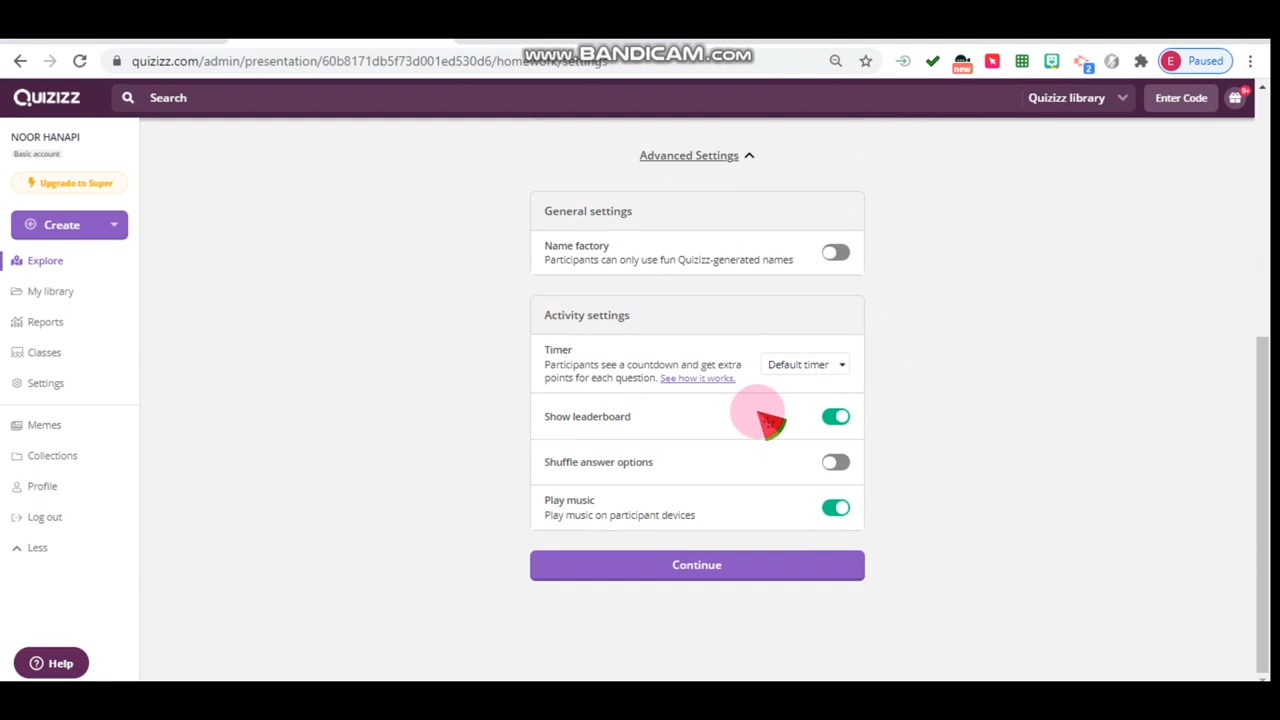 www.BANDICAM.com
quizizz.com/admin/presentation/60b8171db5f73d001ed530d6/homework/settings
new
2
E Paused
QUIZIZZ
Search
Quizizz library
Enter Code
9+
NOOR HANAPI
Basic account
Upgrade to Super
Create
Explore
My library
Reports
Classes
Settings
Memes
Collections
Profile
Log out
Less
Help
Advanced Settings
General settings
Name factory
Participants can only use fun Quizizz-generated names
Activity settings
Timer
Participants see a countdown and get extra
points for each question. See how it works.
Default timer
Show leaderboard
Shuffle answer options
Play music
Play music on participant devices
Continue